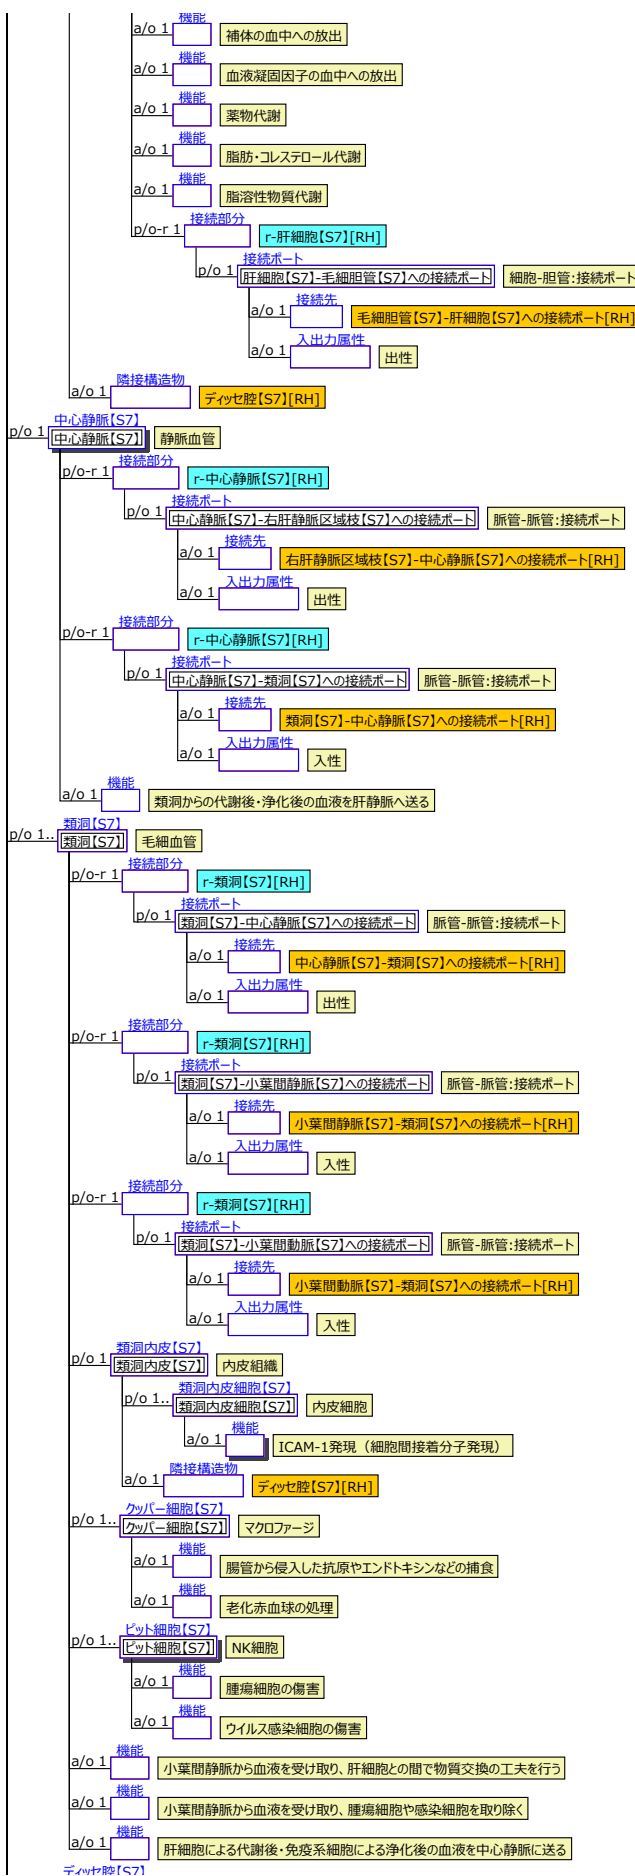 機能
a/o 1
補体の血中への放出
機能
a/o 1
血液凝固因子の血中への放出
機能
a/o 1
薬物代謝
機能
a/o 1
脂肪・コレステロール代謝
機能
a/o 1
脂溶性物質代謝
接続部分
p/o-r 1
r-肝細胞【S7】[RH]
接続ポート
p/o 1
肝細胞【S7】-毛細胆管【S7】への接続ポート
細胞-胆管:接続ポート
接続先
a/o 1
毛細胆管【S7】-肝細胞【S7】への接続ポート[RH]
入出力属性
a/o 1
出性
隣接構造物
a/o 1
ディッセ腔【S7】[RH]
中心静脈【S7】
p/o 1
中心静脈【S7】
静脈血管
接続部分
p/o-r 1
r-中心静脈【S7】[RH]
接続ポート
p/o 1
中心静脈【S7】-右肝静脈区域枝【S7】への接続ポート
脈管-脈管:接続ポート
接続先
a/o 1
右肝静脈区域枝【S7】-中心静脈【S7】への接続ポート[RH]
入出力属性
a/o 1
出性
接続部分
p/o-r 1
r-中心静脈【S7】[RH]
接続ポート
p/o 1
中心静脈【S7】-類洞【S7】への接続ポート
脈管-脈管:接続ポート
接続先
a/o 1
類洞【S7】-中心静脈【S7】への接続ポート[RH]
入出力属性
a/o 1
入性
機能
a/o 1
類洞からの代謝後・浄化後の血液を肝静脈へ送る
類洞【S7】
p/o 1..
類洞【S7】
毛細血管
接続部分
p/o-r 1
r-類洞【S7】[RH]
接続ポート
p/o 1
類洞【S7】-中心静脈【S7】への接続ポート
脈管-脈管:接続ポート
接続先
a/o 1
中心静脈【S7】-類洞【S7】への接続ポート[RH]
入出力属性
a/o 1
出性
接続部分
p/o-r 1
r-類洞【S7】[RH]
接続ポート
p/o 1
類洞【S7】-小葉間静脈【S7】への接続ポート
脈管-脈管:接続ポート
接続先
a/o 1
小葉間静脈【S7】-類洞【S7】への接続ポート[RH]
入出力属性
a/o 1
入性
接続部分
p/o-r 1
r-類洞【S7】[RH]
接続ポート
p/o 1
類洞【S7】-小葉間動脈【S7】への接続ポート
脈管-脈管:接続ポート
接続先
a/o 1
小葉間動脈【S7】-類洞【S7】への接続ポート[RH]
入出力属性
a/o 1
入性
類洞内皮【S7】
p/o 1
類洞内皮【S7】
内皮組織
類洞内皮細胞【S7】
p/o 1..
類洞内皮細胞【S7】
内皮細胞
機能
a/o 1
ICAM-1発現（細胞間接着分子発現）
隣接構造物
a/o 1
ディッセ腔【S7】[RH]
クッパー細胞【S7】
p/o 1..
クッパー細胞【S7】
マクロファージ
機能
a/o 1
腸管から侵入した抗原やエンドトキシンなどの捕食
機能
a/o 1
老化赤血球の処理
ピット細胞【S7】
p/o 1..
ピット細胞【S7】
NK細胞
機能
a/o 1
腫瘍細胞の傷害
機能
a/o 1
ウイルス感染細胞の傷害
機能
a/o 1
小葉間静脈から血液を受け取り、肝細胞との間で物質交換の工夫を行う
機能
a/o 1
小葉間静脈から血液を受け取り、腫瘍細胞や感染細胞を取り除く
機能
a/o 1
肝細胞による代謝後・免疫系細胞による浄化後の血液を中心静脈に送る
ディッセ腔【S7】